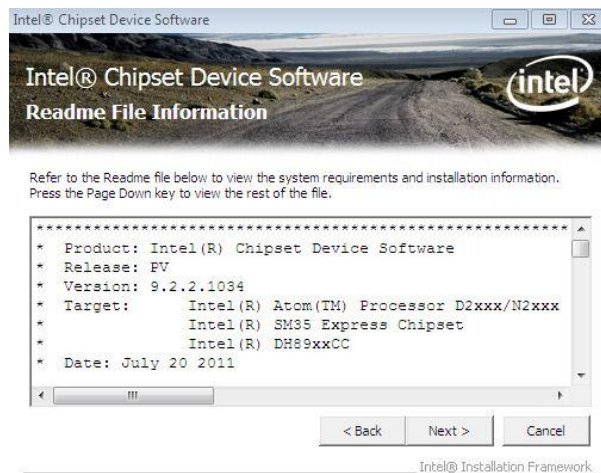 Intel® Chipset Device Software
Intel® Chipset Device Software
intel
Readme File Information
Refer to the Readme file below to view the system requirements and installation information.
Press the Page Down key to view the rest of the file.
************************************************************
* Product: Intel(R) Chipset Device Software
* Release: PV
* Version: 9.2.2.1034
* Target: Intel(R) Atom(TM) Processor D2xxx/N2xxx
* Intel(R) SM35 Express Chipset
* Intel(R) DH89xxCC
* Date: July 20 2011
< Back Next > Cancel
Intel® Installation Framework